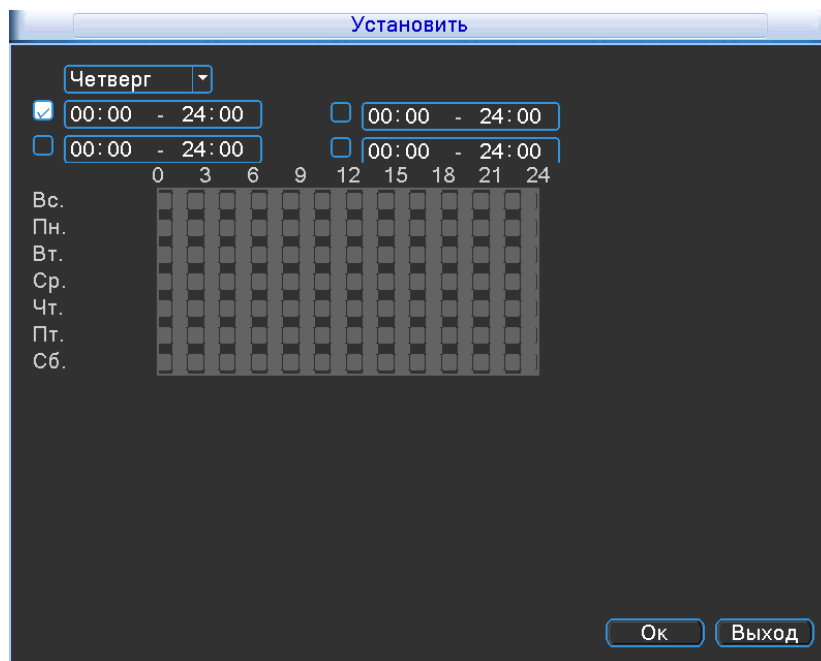 Установить
Четверг
00:00 - 24:00 00:00 - 24:00
00:00 - 24:00 00:00 - 24:00
0 3 6 9 12 15 18 21 24
Вс.
Пн.
Вт.
Ср.
Чт.
Пт.
Сб.
Ок Выход